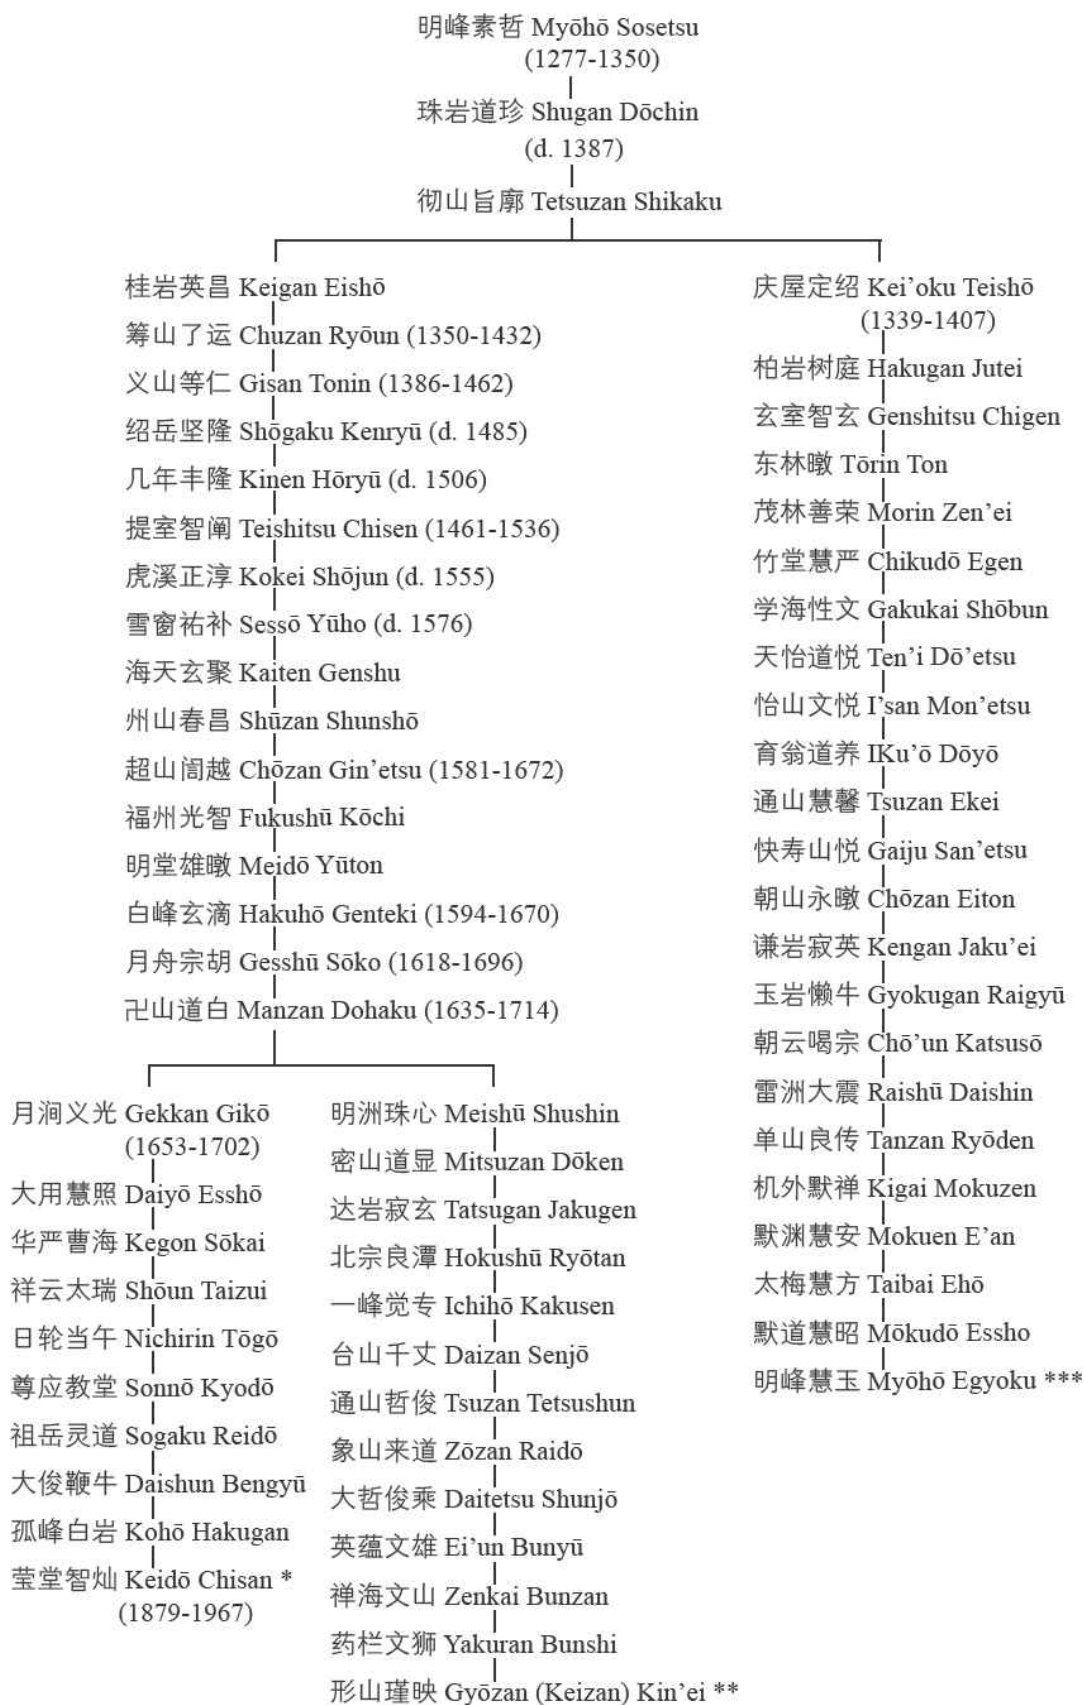 明峰素哲 Myōhō Sosetsu
(1277-1350)
珠岩道珍 Shugan Dōchin
(d. 1387)
彻山旨廓 Tetsuzan Shikaku
桂岩英昌 Keigan Eishō
筹山了运 Chuzan Ryōun (1350-1432)
义山等仁 Gisan Tonin (1386-1462)
绍岳坚隆 Shōgaku Kenryū (d. 1485)
几年丰隆 Kinen Hōryū (d. 1506)
提室智阐 Teishitsu Chisen (1461-1536)
虎溪正淳 Kokei Shōjun (d. 1555)
雪窗祐补 Sessō Yūho (d. 1576)
海天玄聚 Kaiten Genshu
州山春昌 Shūzan Shunshō
超山訚越 Chōzan Gin’etsu (1581-1672)
福州光智 Fukushū Kōchi
明堂雄暾 Meidō Yūton
白峰玄滴 Hakuhō Genteki (1594-1670)
月舟宗胡 Gesshū Sōko (1618-1696)
卍山道白 Manzan Dohaku (1635-1714)
月涧义光 Gekkan Gikō
(1653-1702)
大用慧照 Daiyō Esshō
华严曹海 Kegon Sōkai
祥云太瑞 Shōun Taizui
日轮当午 Nichirin Tōgō
尊应教堂 Sonnō Kyodō
祖岳灵道 Sogaku Reidō
大俊鞭牛 Daishun Bengyū
孤峰白岩 Kohō Hakugan
莹堂智灿 Keidō Chisan *
(1879-1967)
明洲珠心 Meishū Shushin
密山道显 Mitsuzan Dōken
达岩寂玄 Tatsugan Jakugen
北宗良潭 Hokushū Ryōtan
一峰觉专 Ichihō Kakusen
台山千丈 Daizan Senjō
通山哲俊 Tsuzan Tetsushun
象山来道 Zōzan Raidō
大哲俊乘 Daitetsu Shunjō
英蕴文雄 Ei’un Bunyū
禅海文山 Zenkai Bunzan
药栏文狮 Yakuran Bunshi
形山瑾映 Gyōzan (Keizan) Kin’ei **
庆屋定绍 Kei’oku Teishō
(1339-1407)
柏岩树庭 Hakugan Jutei
玄室智玄 Genshitsu Chigen
东林暾 Tōrin Ton
茂林善荣 Morin Zen’ei
竹堂慧严 Chikudō Egen
学海性文 Gakukai Shōbun
天怡道悦 Ten’i Dō’etsu
怡山文悦 I’san Mon’etsu
育翁道养 IKu’ō Dōyō
通山慧馨 Tsuzan Ekei
快寿山悦 Gaiju San’etsu
朝山永暾 Chōzan Eiton
谦岩寂英 Kengan Jaku’ei
玉岩懒牛 Gyokugan Raigyū
朝云喝宗 Chō’un Katsusō
雷洲大震 Raishū Daishin
单山良传 Tanzan Ryōden
机外默禅 Kigai Mokuzen
默渊慧安 Mokuen E’an
太梅慧方 Taibai Ehō
默道慧昭 Mōkudō Essho
明峰慧玉 Myōhō Egyoku ***